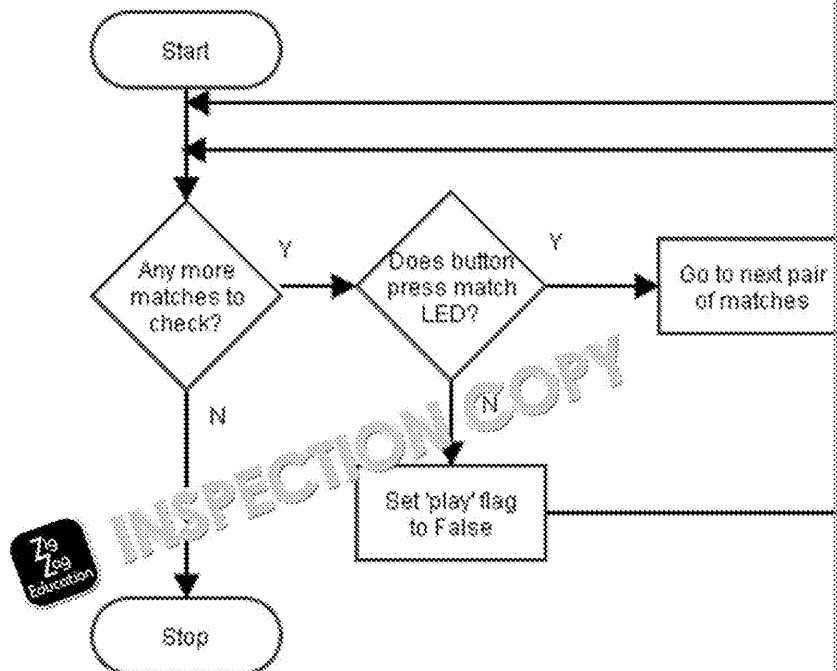 Start
Any more
matches to
check?
Y
Does button
press match
LED?
Y
Go to next pair
of matches
N
N
Set 'play' flag
to False
Stop
INSPECTION COPY
Zig
Zag
Education